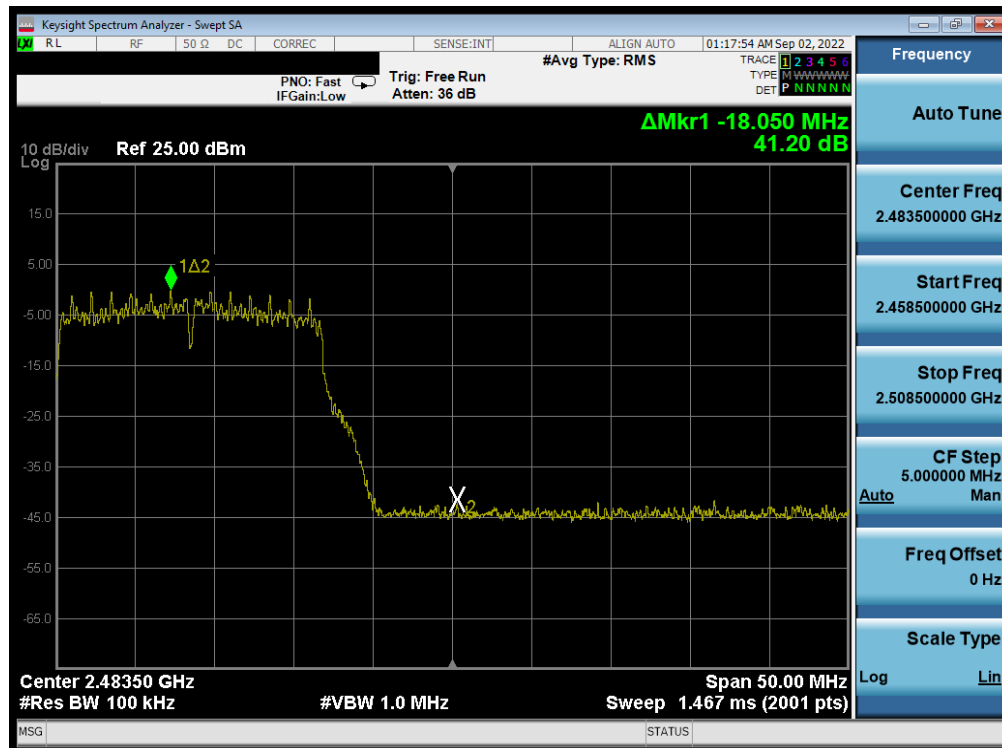 Keysight Spectrum Analyzer - Swept SA
LXI RL RF 50 Ω DC CORREC SENSE:INT ALIGN AUTO 01:17:54 AM Sep 02, 2022
Frequency
#Avg Type: RMS
TRACE 1 2 3 4 5 6
PNO: Fast Trig: Free Run TYPE M WWWWW
IFGain:Low Atten: 36 dB DET P N N N N N
Auto Tune
ΔMkr1 -18.050 MHz
41.20 dB
10 dB/div Ref 25.00 dBm
Log
15.0
5.00
-5.00
-15.0
-25.0
-35.0
-45.0
-55.0
-65.0
1Δ2
X2
Center Freq
2.483500000 GHz
Start Freq
2.458500000 GHz
Stop Freq
2.508500000 GHz
CF Step
5.000000 MHz
Auto Man
Freq Offset
0 Hz
Scale Type
Log Lin
Center 2.48350 GHz Span 50.00 MHz
#Res BW 100 kHz #VBW 1.0 MHz Sweep 1.467 ms (2001 pts)
MSG STATUS